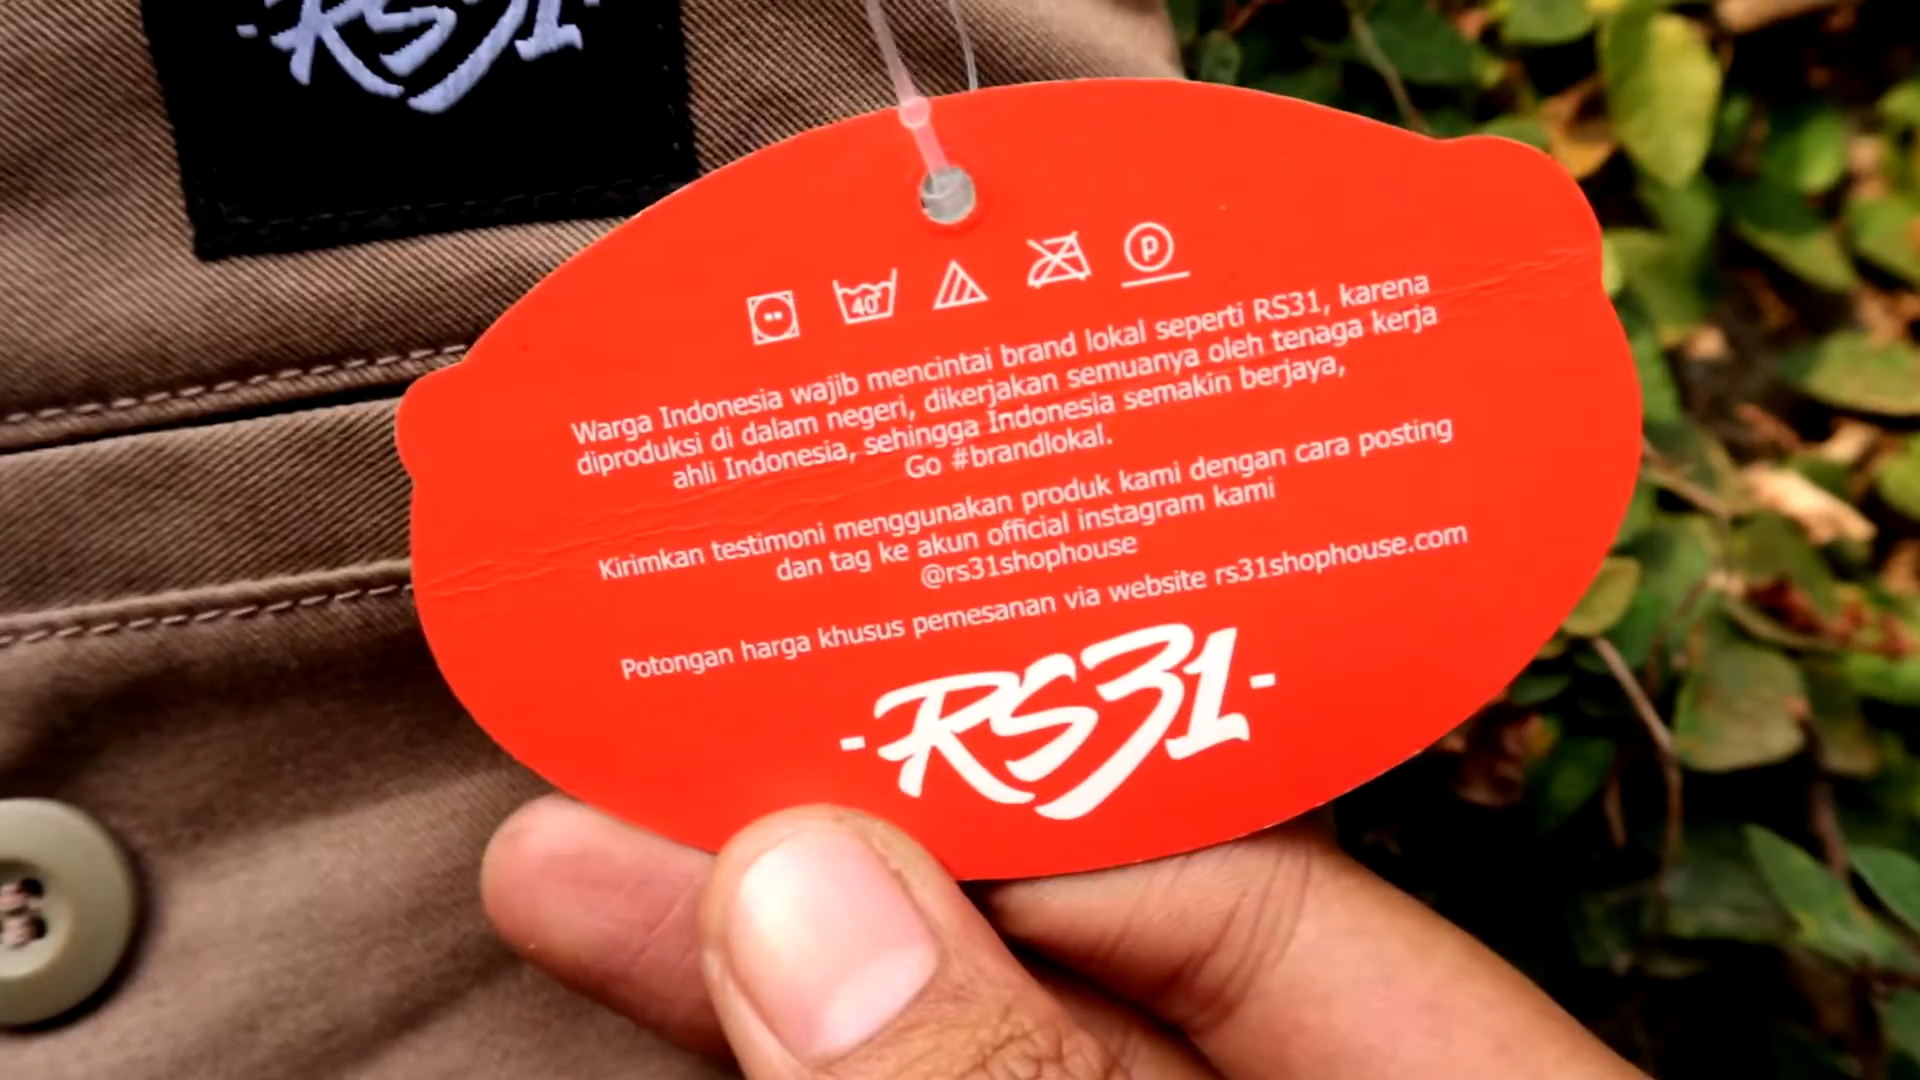 RS31
40
P
Warga Indonesia wajib mencintai brand lokal seperti RS31, karena
diproduksi di dalam negeri, dikerjakan semuanya oleh tenaga kerja
ahli Indonesia, sehingga Indonesia semakin berjaya,
Go #brandlokal.
Kirimkan testimoni menggunakan produk kami dengan cara posting
dan tag ke akun official instagram kami
@rs31shophouse
Potongan harga khusus pemesanan via website rs31shophouse.com
-RS31-